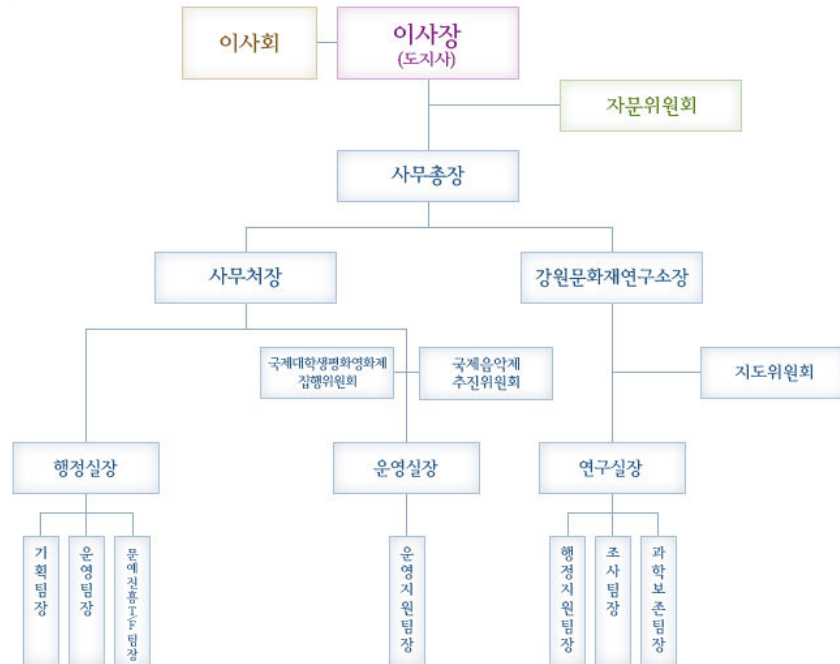 이사회
이사장
(도지사)
자문위원회
사무총장
사무처장
강원문화재연구소장
국제대학생평화영화제
집행위원회
국제음악제
추진위원회
지도위원회
행정실장
운영실장
연구실장
기획팀장
운영팀장
문예진흥T/F팀장
운영지원팀장
행정지원팀장
조사팀장
과학보존팀장